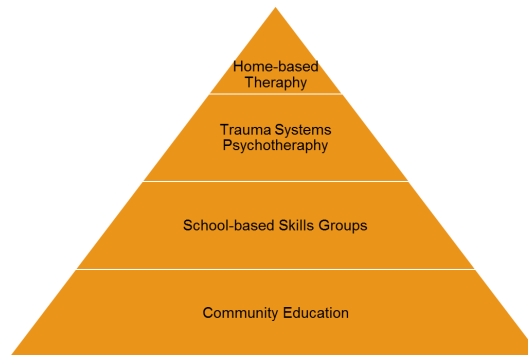 Home-based
Theraphy
Trauma Systems
Psychotheraphy
School-based Skills Groups
Community Education